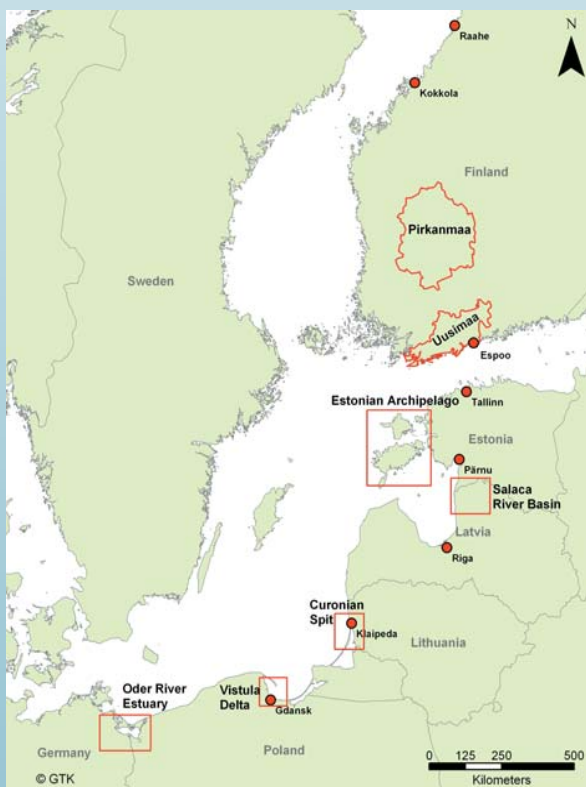 N
Raahe
Kokkola
Finland
Pirkanmaa
Sweden
Uusimaa
Espoo
Estonian Archipelago
Tallinn
Estonia
Pärnu
Salaca
River Basin
Latvia
Riga
Curonian
Spit
Klaipeda
Lithuania
Oder River
Estuary
Vistula
Delta
Gdansk
Germany
Poland
© GTK
0 125 250 500
Kilometers